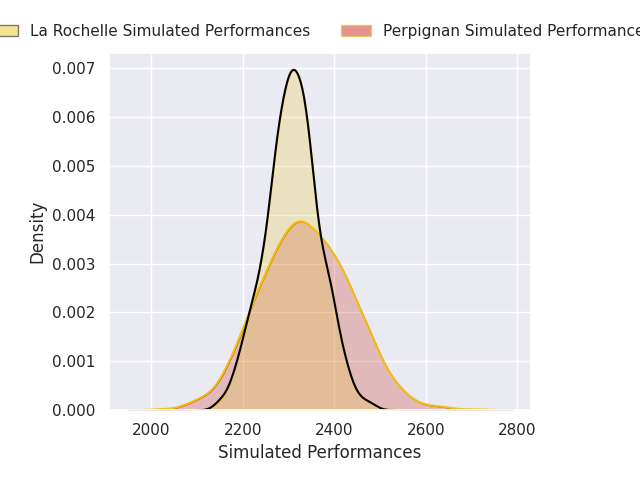 La Rochelle Simulated Performances
Perpignan Simulated Performance
0.007
0.006
0.005
0.004
0.003
0.002
0.001
0.000
Density
2000 2200 2400 2600 2800
Simulated Performances